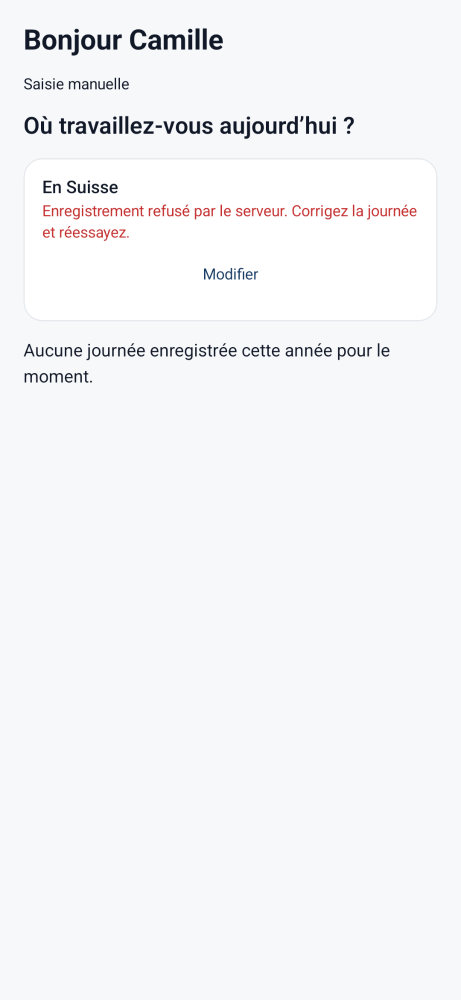 Bonjour Camille
Saisie manuelle
Où travaillez-vous aujourd’hui ?
En Suisse
Enregistrement refusé par le serveur. Corrigez la journée
et réessayez.
Modifier
Aucune journée enregistrée cette année pour le
moment.